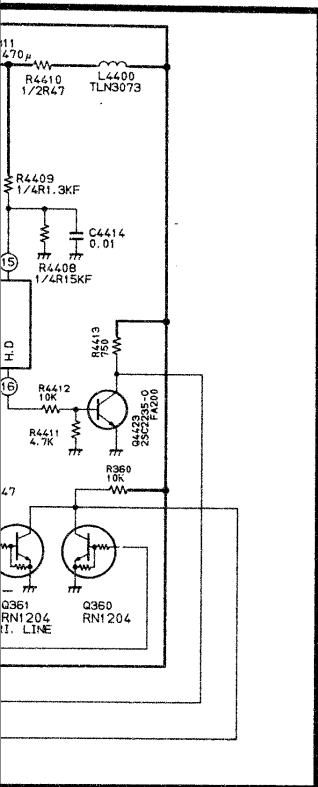 470μ
R4410
1/2R47
L4400
TLN3073
R4409
1/4R1.3KF
C4414
0.01
R4408
1/4R15KF
15
H.D
16
R4413
750
R4412
10K
R4411
4.7K
Q4423
2SC2235-O
FA200
R360
10K
47
Q361
RN1204
RI. LINE
Q360
RN1204